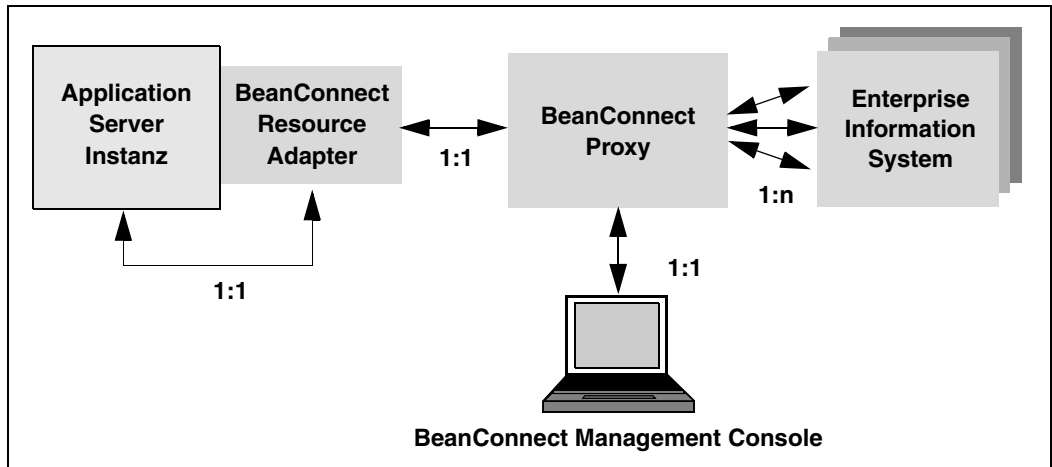 Application
Server
Instanz
BeanConnect
Resource
Adapter
1:1
BeanConnect
Proxy
1:n
Enterprise
Information
System
1:1
1:1
BeanConnect Management Console